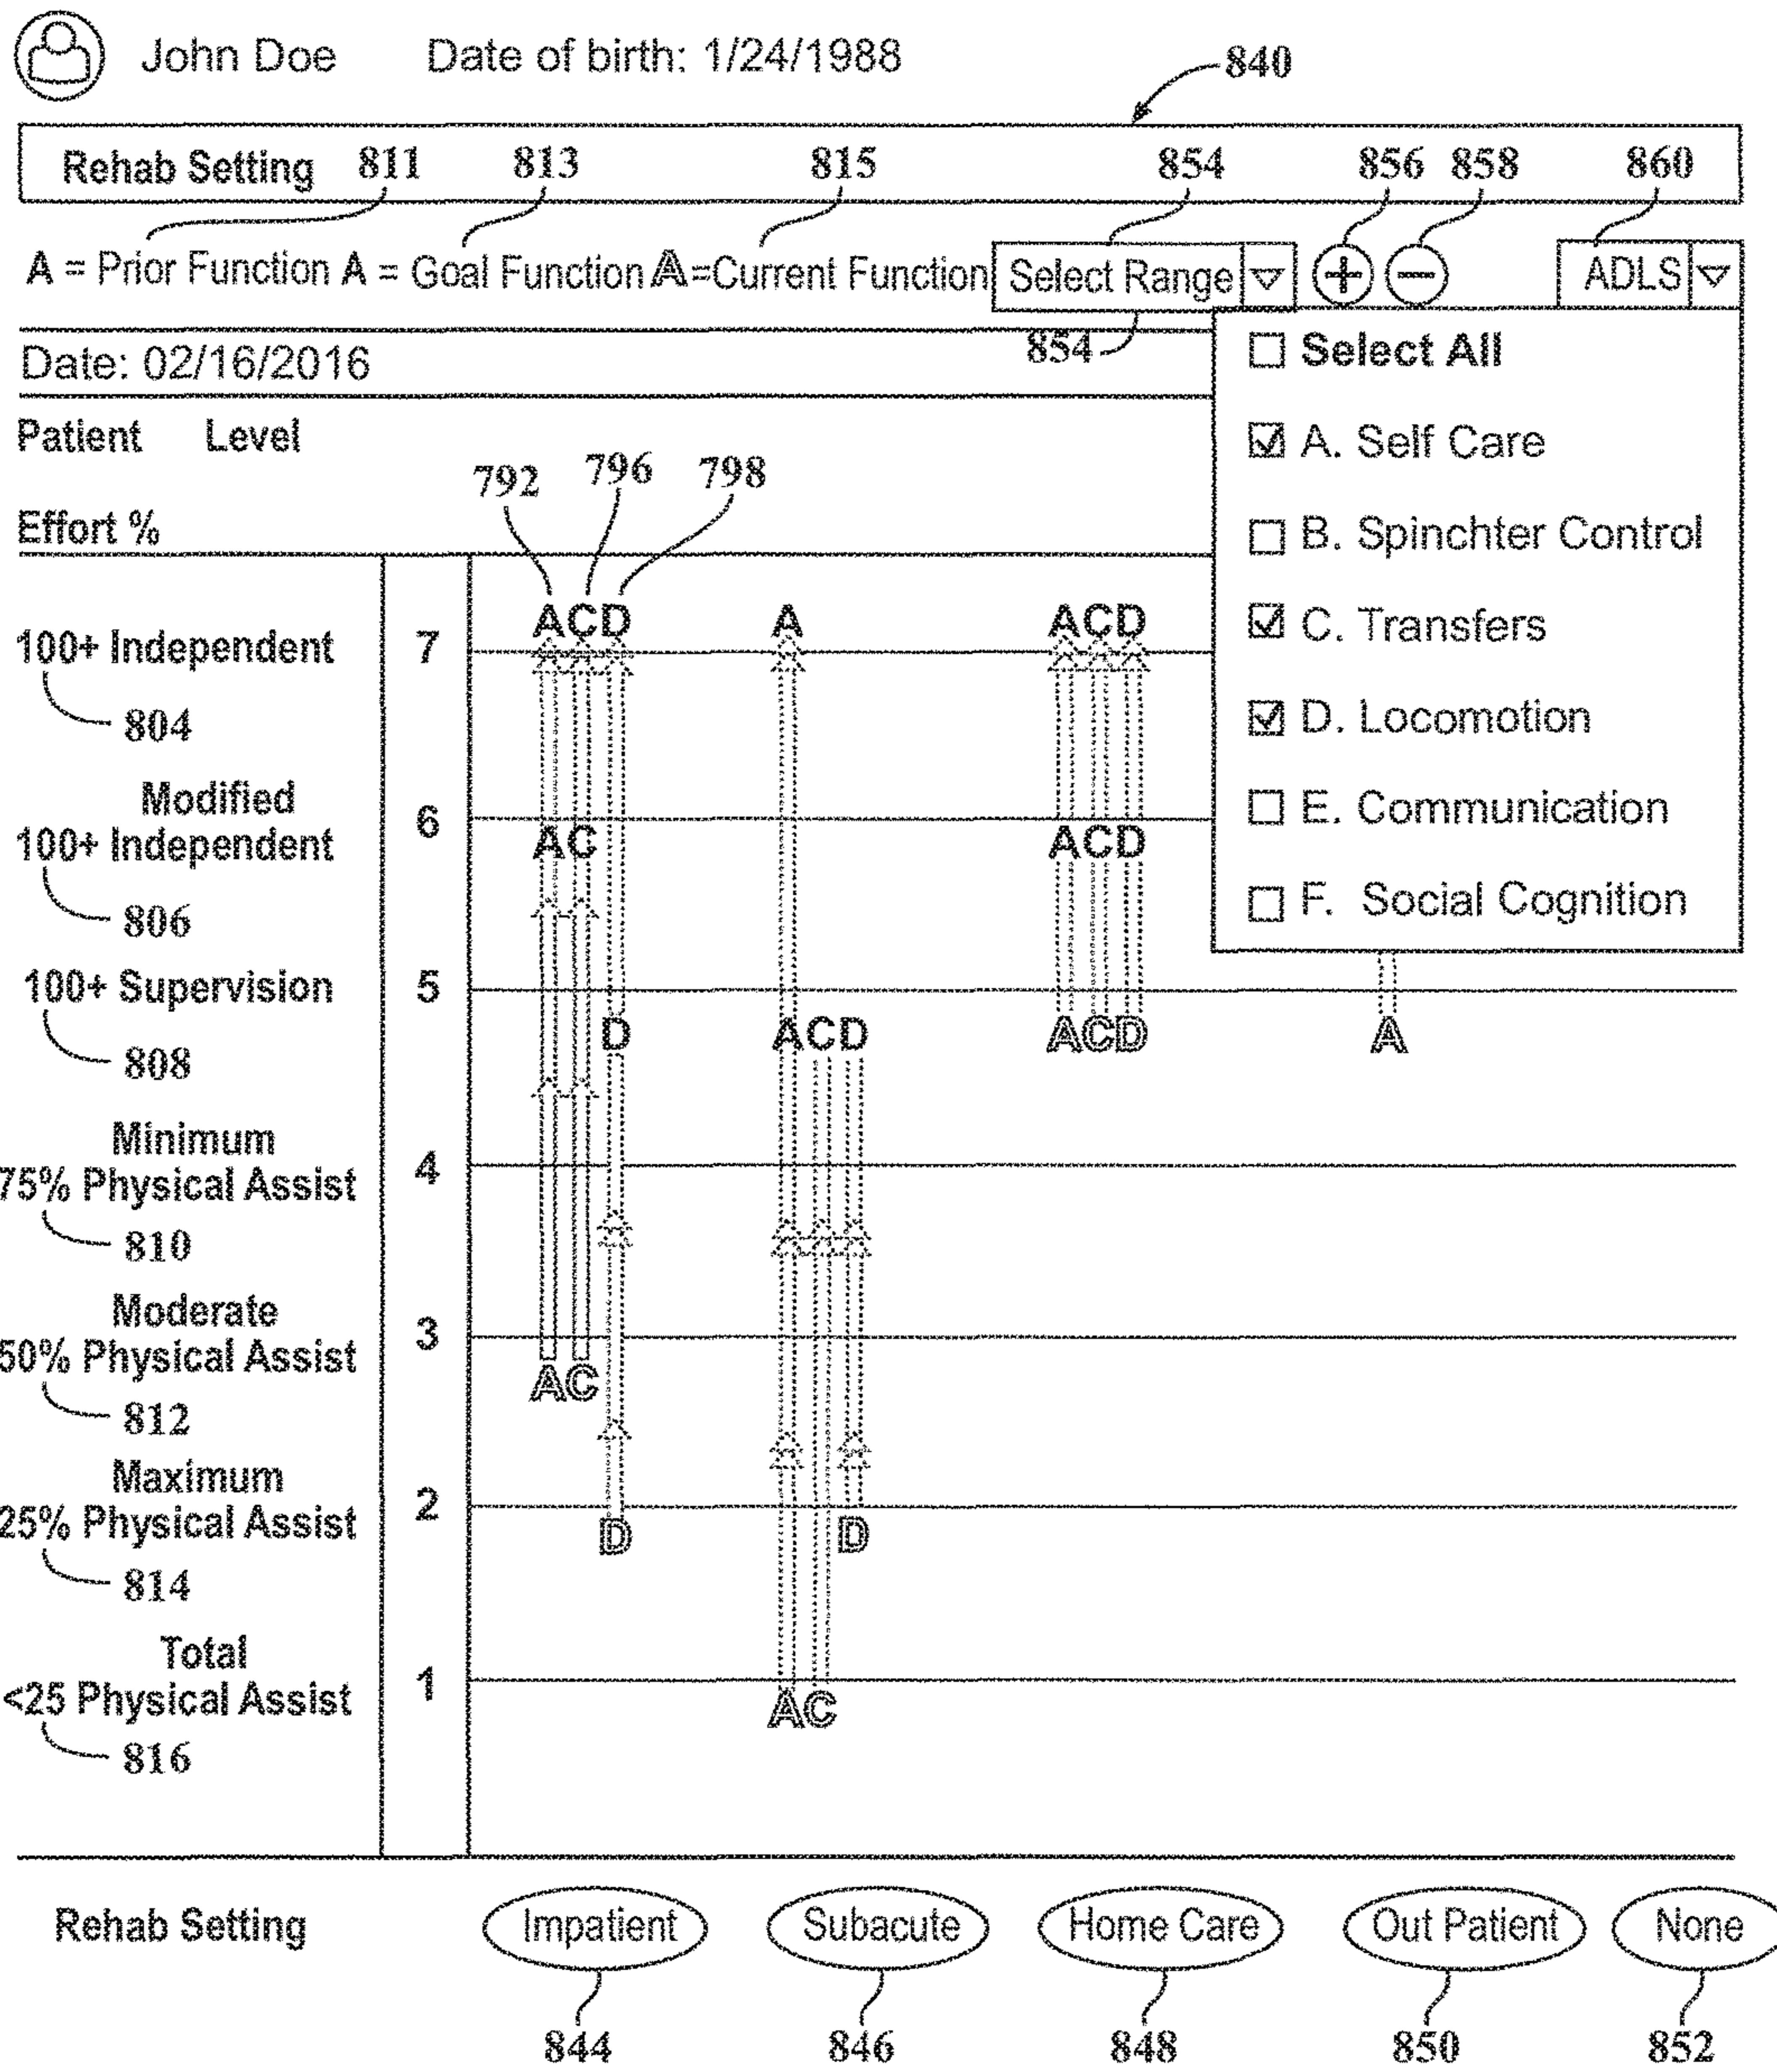 John Doe Date of birth: 1/24/1988
840
Rehab Setting 811 813 815 854 856 858 860
A = Prior Function A = Goal Function A =Current Function Select Range + − ADLS
854
Date: 02/16/2016
Select All
A. Self Care
B. Spinchter Control
C. Transfers
D. Locomotion
E. Communication
F. Social Cognition
Patient Level
Effort %
792 796 798
ACD A ACD
100+ Independent 7
804
Modified
100+ Independent 6
AC ACD
806
100+ Supervision 5
D ACD ACD A
808
Minimum
75% Physical Assist 4
810
Moderate
50% Physical Assist 3
AC
812
Maximum
25% Physical Assist 2
D D
814
Total
<25 Physical Assist 1
AC
816
Rehab Setting Impatient Subacute Home Care Out Patient None
844 846 848 850 852